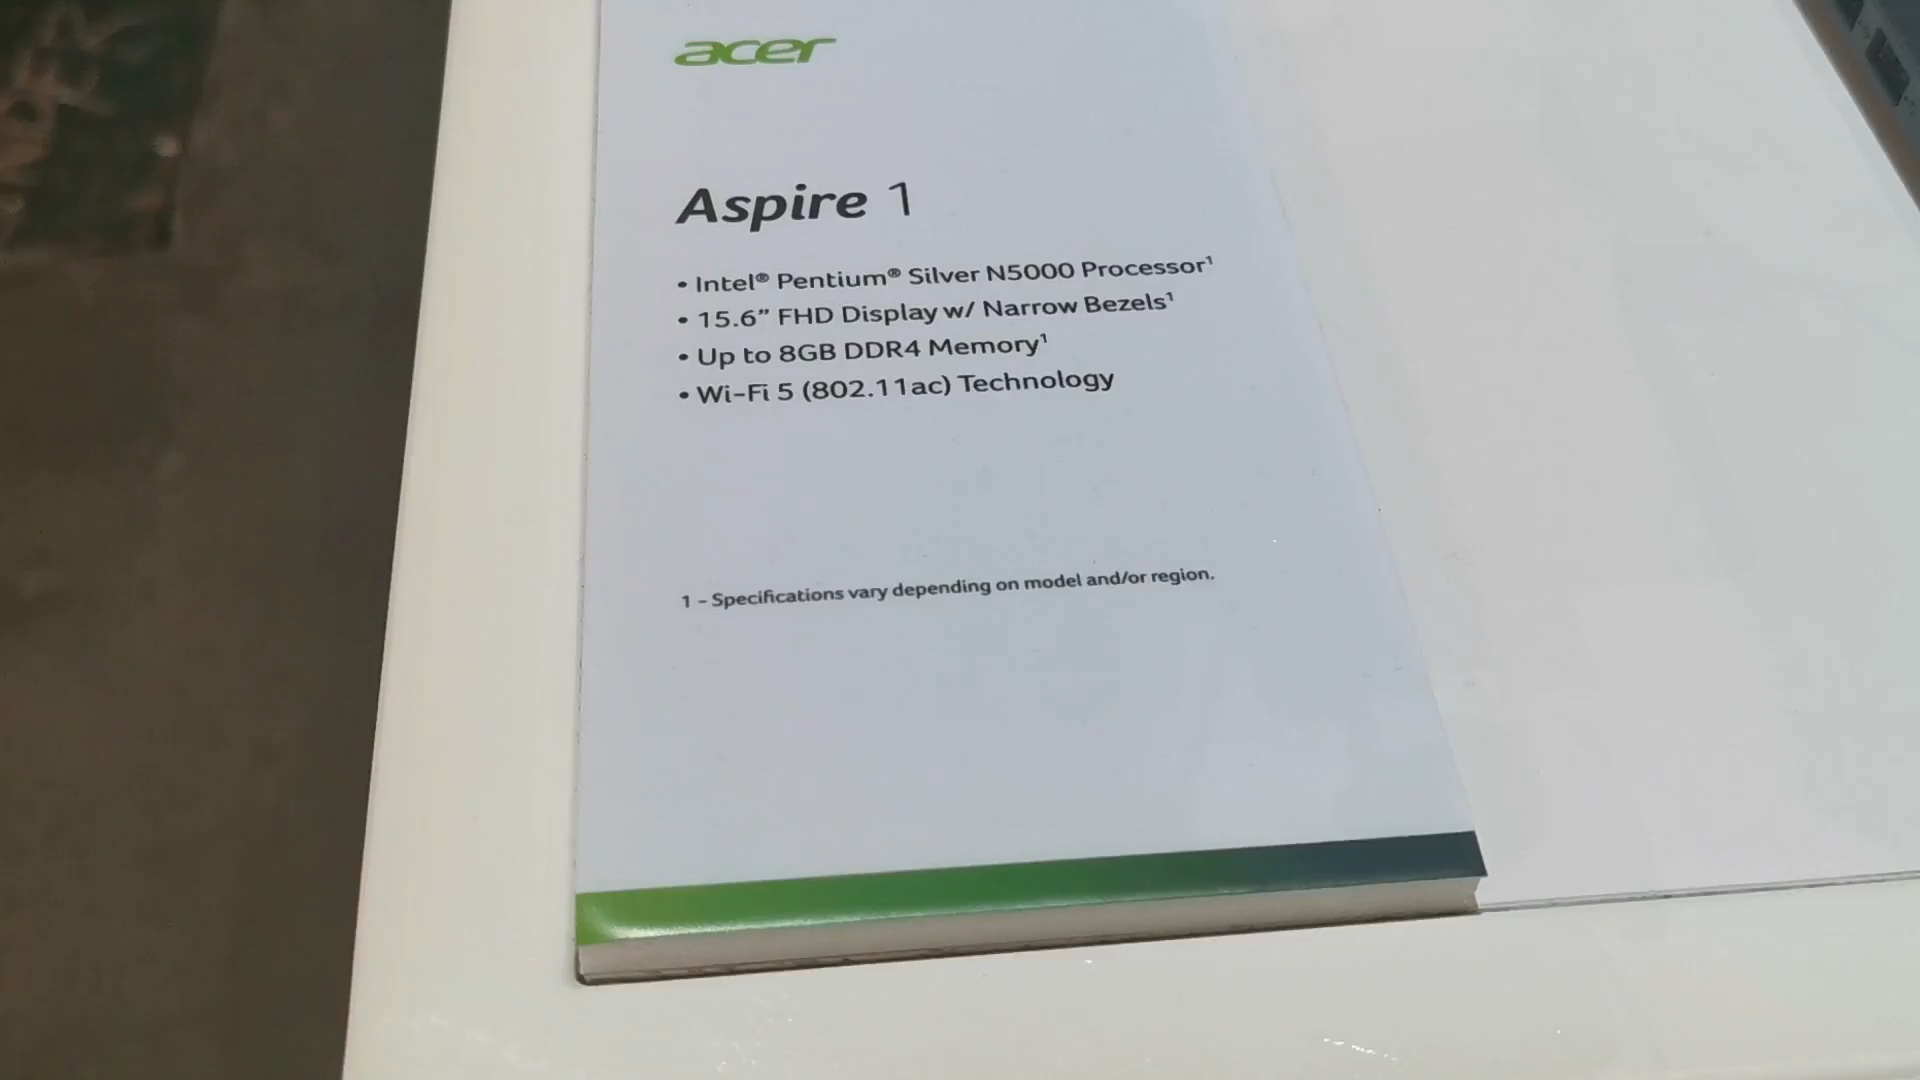 acer
Aspire 1
• Intel® Pentium® Silver N5000 Processor¹
• 15.6” FHD Display w/ Narrow Bezels¹
• Up to 8GB DDR4 Memory¹
• Wi-Fi 5 (802.11ac) Technology
1 - Specifications vary depending on model and/or region.